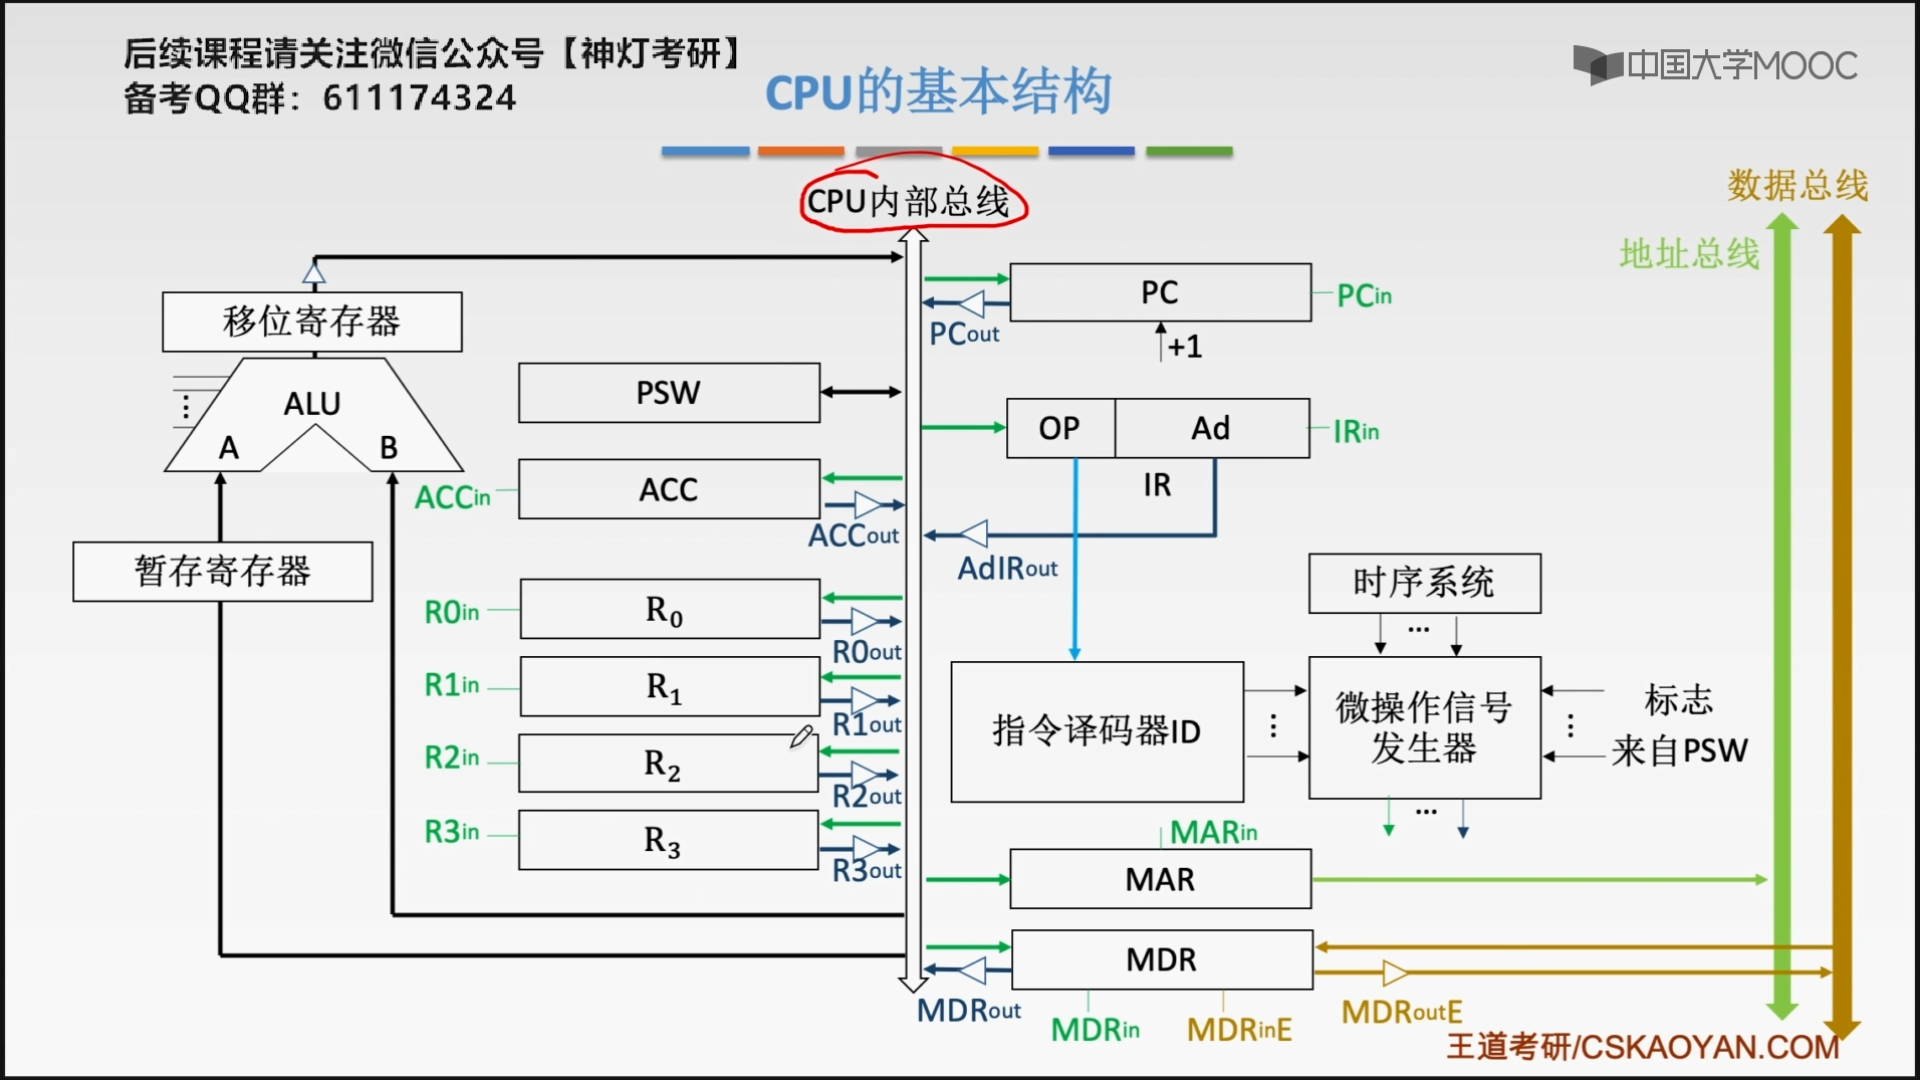 后续课程请关注微信公众号【神灯考研】
备考QQ群：611174324
CPU的基本结构
中国大学MOOC
CPU内部总线
数据总线
地址总线
移位寄存器
ALU
A
B
暂存寄存器
PSW
ACCin
ACC
ACCout
R0in
R₀
R0out
R1in
R₁
R1out
R2in
R₂
R2out
R3in
R₃
R3out
PC
PCin
PCout
+1
OP
Ad
IRin
IR
AdIRout
时序系统
...
指令译码器ID
⋮
微操作信号
发生器
⋮
标志
来自PSW
...
MARin
MAR
MDR
MDRout
MDRin
MDRinE
MDRoutE
王道考研/CSKAOYAN.COM